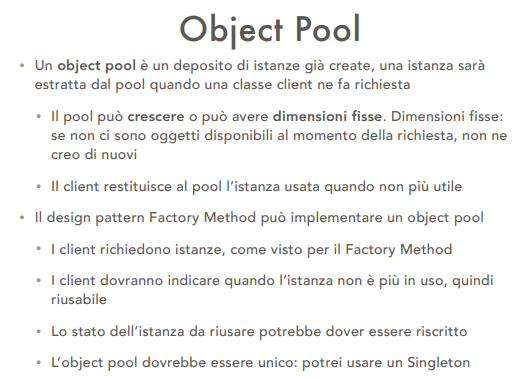 Object Pool
• Un object pool è un deposito di istanze già create, una istanza sarà
estratta dal pool quando una classe client ne fa richiesta
• Il pool può crescere o può avere dimensioni fisse. Dimensioni fisse:
se non ci sono oggetti disponibili al momento della richiesta, non ne
creo di nuovi
• Il client restituisce al pool l’istanza usata quando non più utile
• Il design pattern Factory Method può implementare un object pool
• I client richiedono istanze, come visto per il Factory Method
• I client dovranno indicare quando l’istanza non è più in uso, quindi
riusabile
• Lo stato dell’istanza da riusare potrebbe dover essere riscritto
• L’object pool dovrebbe essere unico: potrei usare un Singleton